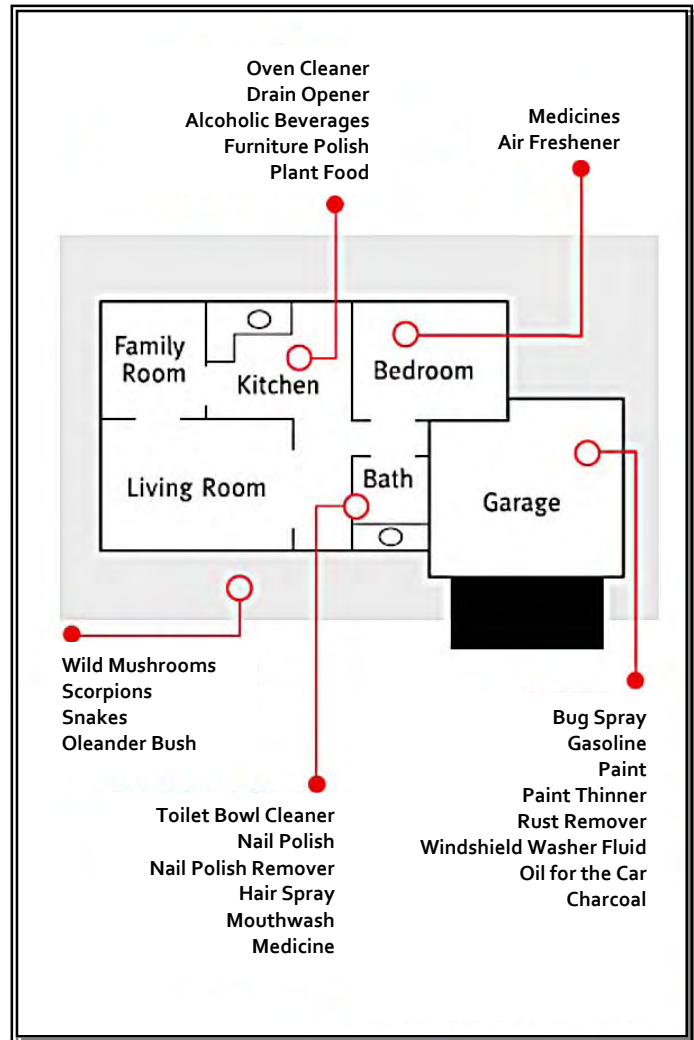 Oven Cleaner
Drain Opener
Alcoholic Beverages
Furniture Polish
Plant Food
Medicines
Air Freshener
Family
Room
Kitchen
Bedroom
Living Room
Bath
Garage
Wild Mushrooms
Scorpions
Snakes
Oleander Bush
Toilet Bowl Cleaner
Nail Polish
Nail Polish Remover
Hair Spray
Mouthwash
Medicine
Bug Spray
Gasoline
Paint
Paint Thinner
Rust Remover
Windshield Washer Fluid
Oil for the Car
Charcoal